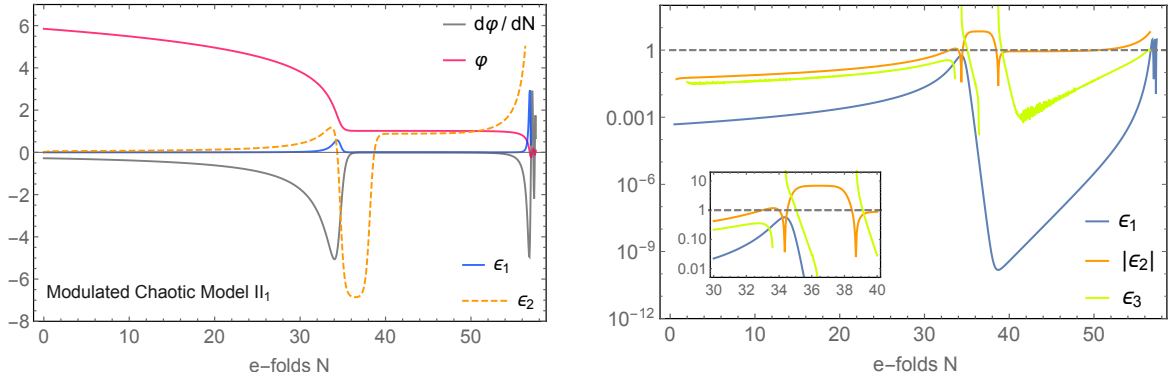 dφ/dN
φ
ϵ₁
ϵ₂
Modulated Chaotic Model II₁
6
4
2
0
-2
-4
-6
-8
0 10 20 30 40 50
e-folds N
1
0.001
10⁻⁶
10⁻⁹
10⁻¹²
0 10 20 30 40 50
e-folds N
ϵ₁
|ϵ₂|
ϵ₃
10
1
0.10
0.01
30 32 34 36 38 40